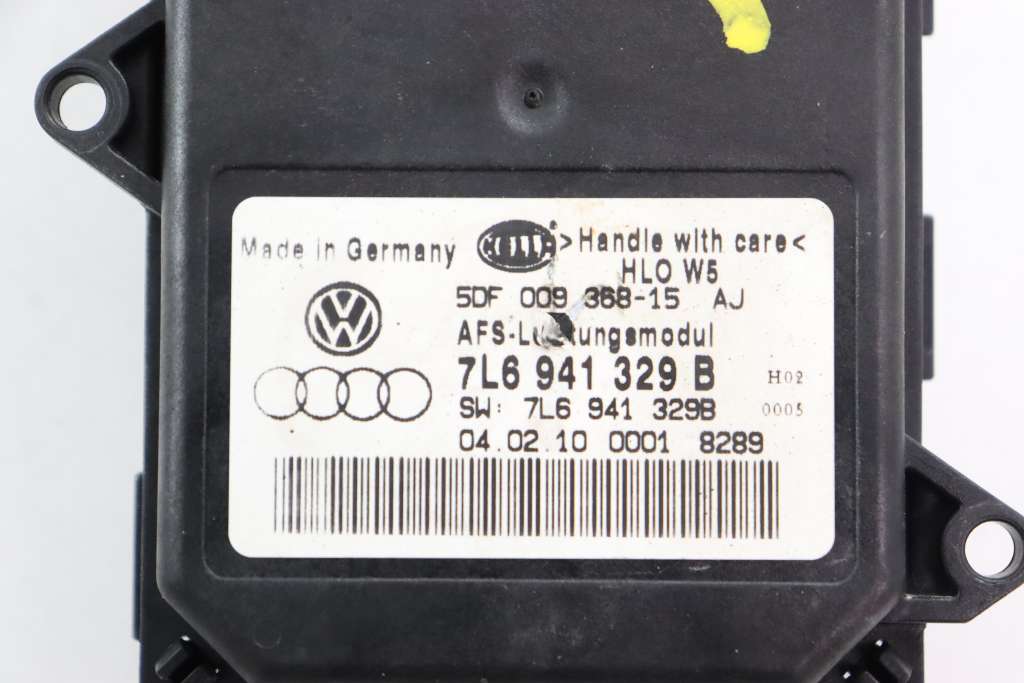 Made in Germany HELLA ® >Handle with care<
HLO W5
5DF 009 368-15 AJ
7L6 941 329 B H02
SW: 7L6 941 329B 0005
04.02.10 0001 8289